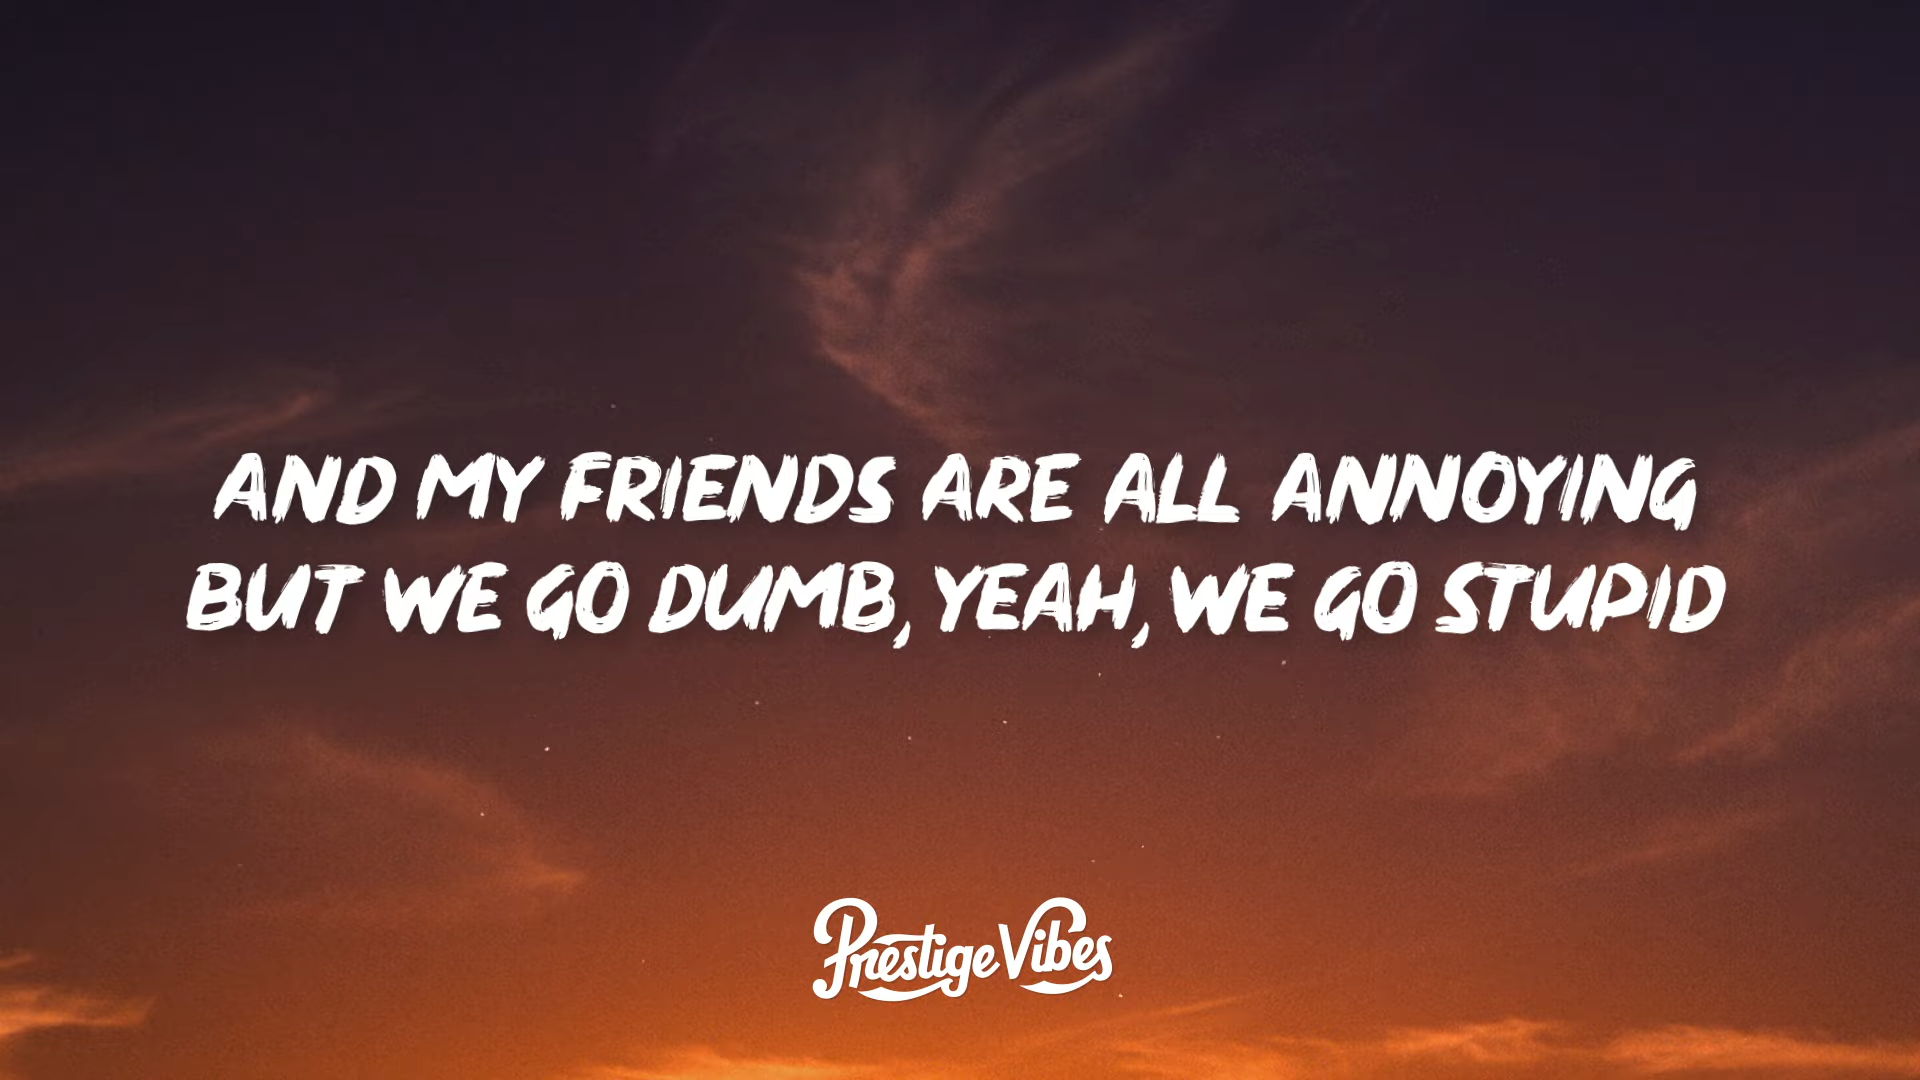 AND MY FRIENDS ARE ALL ANNOYING
BUT WE GO DUMB, YEAH, WE GO STUPID
Prestige Vibes